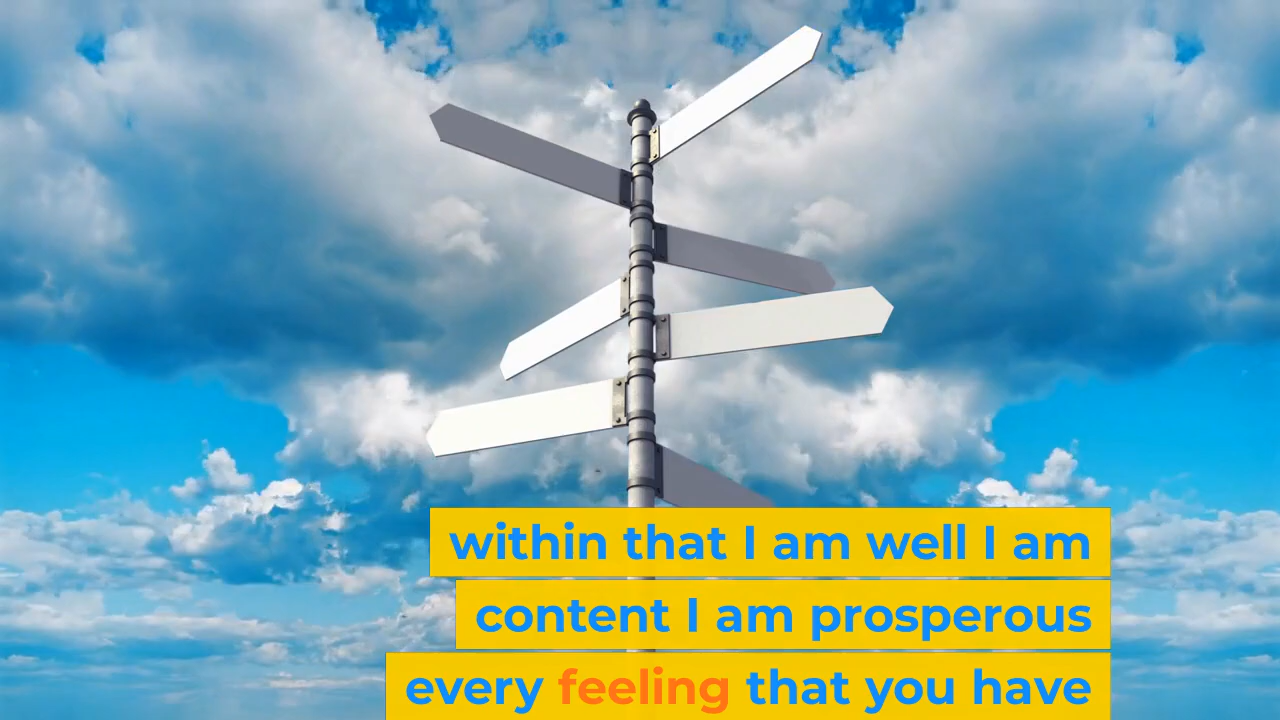 within that I am well I am
content I am prosperous
every feeling that you have